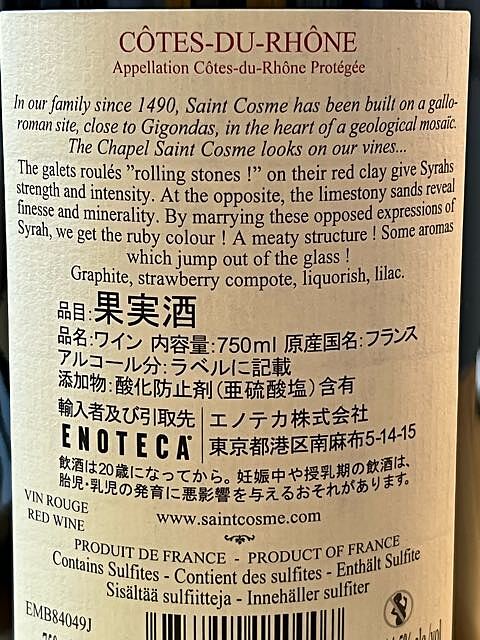 CÔTES-DU-RHÔNE
Appellation Côtes-du-Rhône Protégée
In our family since 1490, Saint Cosme has been built on a gallo-
roman site, close to Gigondas, in the heart of a geological mosaïc.
The Chapel Saint Cosme looks on our vines...
The galets roulés ”rolling stones !” on their red clay give Syrahs
strength and intensity. At the opposite, the limestony sands reveal
finesse and minerality. By marrying these opposed expressions of
Syrah, we get the ruby colour ! A meaty structure ! Some aromas
which jump out of the glass !
Graphite, strawberry compote, liquorish, lilac.
品目:果実酒
品名:ワイン 内容量:750ml 原産国名:フランス
アルコール分:ラベルに記載
添加物:酸化防止剤(亜硫酸塩)含有
輸入者及び引取先
ENOTECA
エノテカ株式会社
東京都港区南麻布5-14-15
飲酒は20歳になってから。妊娠中や授乳期の飲酒は、
胎児・乳児の発育に悪影響を与えるおそれがあります。
VIN ROUGE
RED WINE
www.saintcosme.com
PRODUIT DE FRANCE - PRODUCT OF FRANCE
Contains Sulfites - Contient des sulfites - Enthält Sulfite
Sisältää sulfiitteja - Innehåller sulfiter
EMB84049J